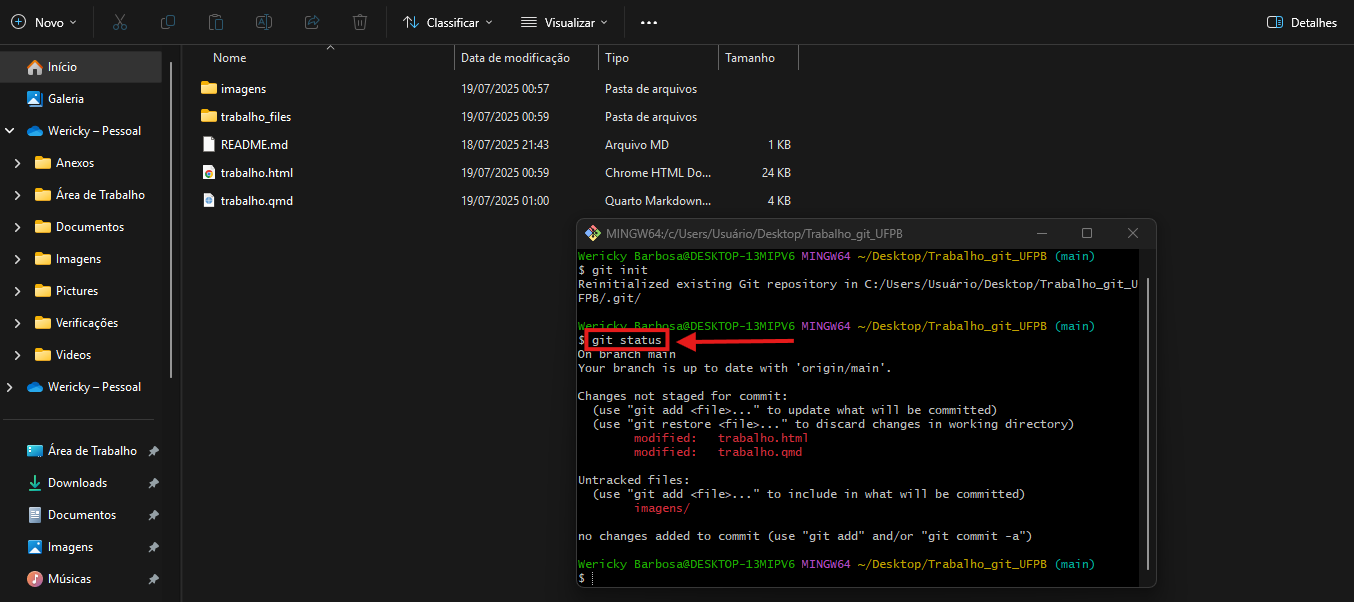 Novo
Classificar
Visualizar
Detalhes
Início
Galeria
Wericky – Pessoal
Anexos
Área de Trabalho
Documentos
Imagens
Pictures
Verificações
Videos
Wericky – Pessoal
Área de Trabalho
Downloads
Documentos
Imagens
Músicas
Nome Data de modificação Tipo Tamanho
imagens 19/07/2025 00:57 Pasta de arquivos
trabalho_files 19/07/2025 00:59 Pasta de arquivos
README.md 18/07/2025 21:43 Arquivo MD 1 KB
trabalho.html 19/07/2025 00:59 Chrome HTML Do... 24 KB
trabalho.qmd 19/07/2025 01:00 Quarto Markdown... 4 KB
MINGW64:/c/Users/Usuário/Desktop/Trabalho_git_UFPB
Wericky Barbosa@DESKTOP-13MIPV6 MINGW64 ~/Desktop/Trabalho_git_UFPB (main)
$ git init
Reinitialized existing Git repository in C:/Users/Usuário/Desktop/Trabalho_git_U
FPB/.git/
Wericky Barbosa@DESKTOP-13MIPV6 MINGW64 ~/Desktop/Trabalho_git_UFPB (main)
$ git status
On branch main
Your branch is up to date with 'origin/main'.
Changes not staged for commit:
(use "git add <file>..." to update what will be committed)
(use "git restore <file>..." to discard changes in working directory)
modified: trabalho.html
modified: trabalho.qmd
Untracked files:
(use "git add <file>..." to include in what will be committed)
imagens/
no changes added to commit (use "git add" and/or "git commit -a")
Wericky Barbosa@DESKTOP-13MIPV6 MINGW64 ~/Desktop/Trabalho_git_UFPB (main)
$